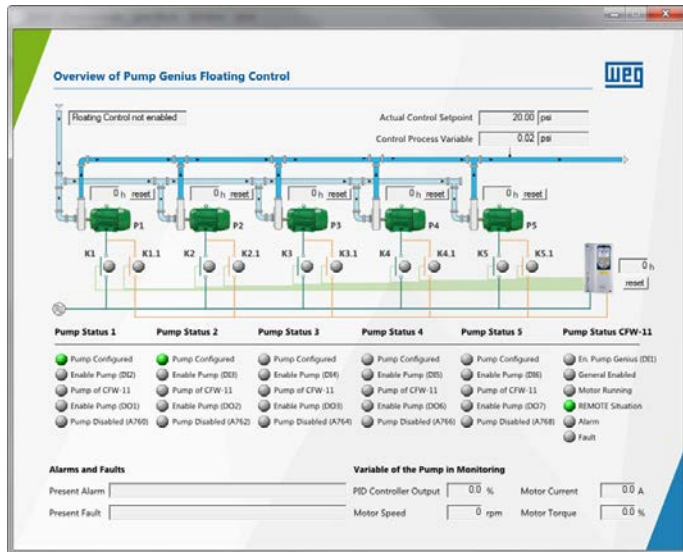 Overview of Pump Genius Floating Control
WEG
Floating Control not enabled
Actual Control Setpoint 20.00 psi
Control Process Variable 0.02 psi
0 h reset 0 h reset 0 h reset 0 h reset 0 h reset
P1 P2 P3 P4 P5
K1 K1.1 K2 K2.1 K3 K3.1 K4 K4.1 K5 K5.1
0 h
reset
Pump Status 1 Pump Status 2 Pump Status 3 Pump Status 4 Pump Status 5 Pump Status CFW-11
Pump Configured Pump Configured Pump Configured Pump Configured Pump Configured En. Pump Genius (DI1)
Enable Pump (DI2) Enable Pump (DI3) Enable Pump (DI4) Enable Pump (DI5) Enable Pump (DI6) General Enabled
Pump of CFW-11 Pump of CFW-11 Pump of CFW-11 Pump of CFW-11 Pump of CFW-11 Motor Running
Enable Pump (DO1) Enable Pump (DO2) Enable Pump (DO3) Enable Pump (DO6) Enable Pump (DO7) REMOTE Situation
Pump Disabled (A760) Pump Disabled (A762) Pump Disabled (A764) Pump Disabled (A766) Pump Disabled (A768) Alarm
Fault
Alarms and Faults Variable of the Pump in Monitoring
Present Alarm PID Controller Output 0.0 % Motor Current 0.0 A
Present Fault Motor Speed 0 rpm Motor Torque 0.0 %